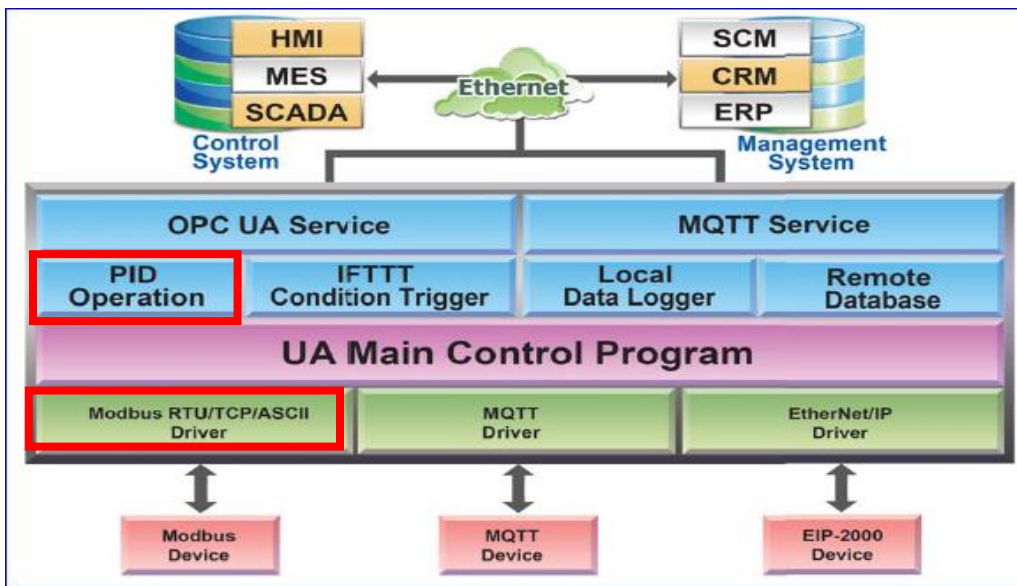 HMI
MES
SCADA
Control
System
Ethernet
SCM
CRM
ERP
Management
System
OPC UA Service
MQTT Service
PID
Operation
IFTTT
Condition Trigger
Local
Data Logger
Remote
Database
UA Main Control Program
Modbus RTU/TCP/ASCII
Driver
MQTT
Driver
EtherNet/IP
Driver
Modbus
Device
MQTT
Device
EIP-2000
Device